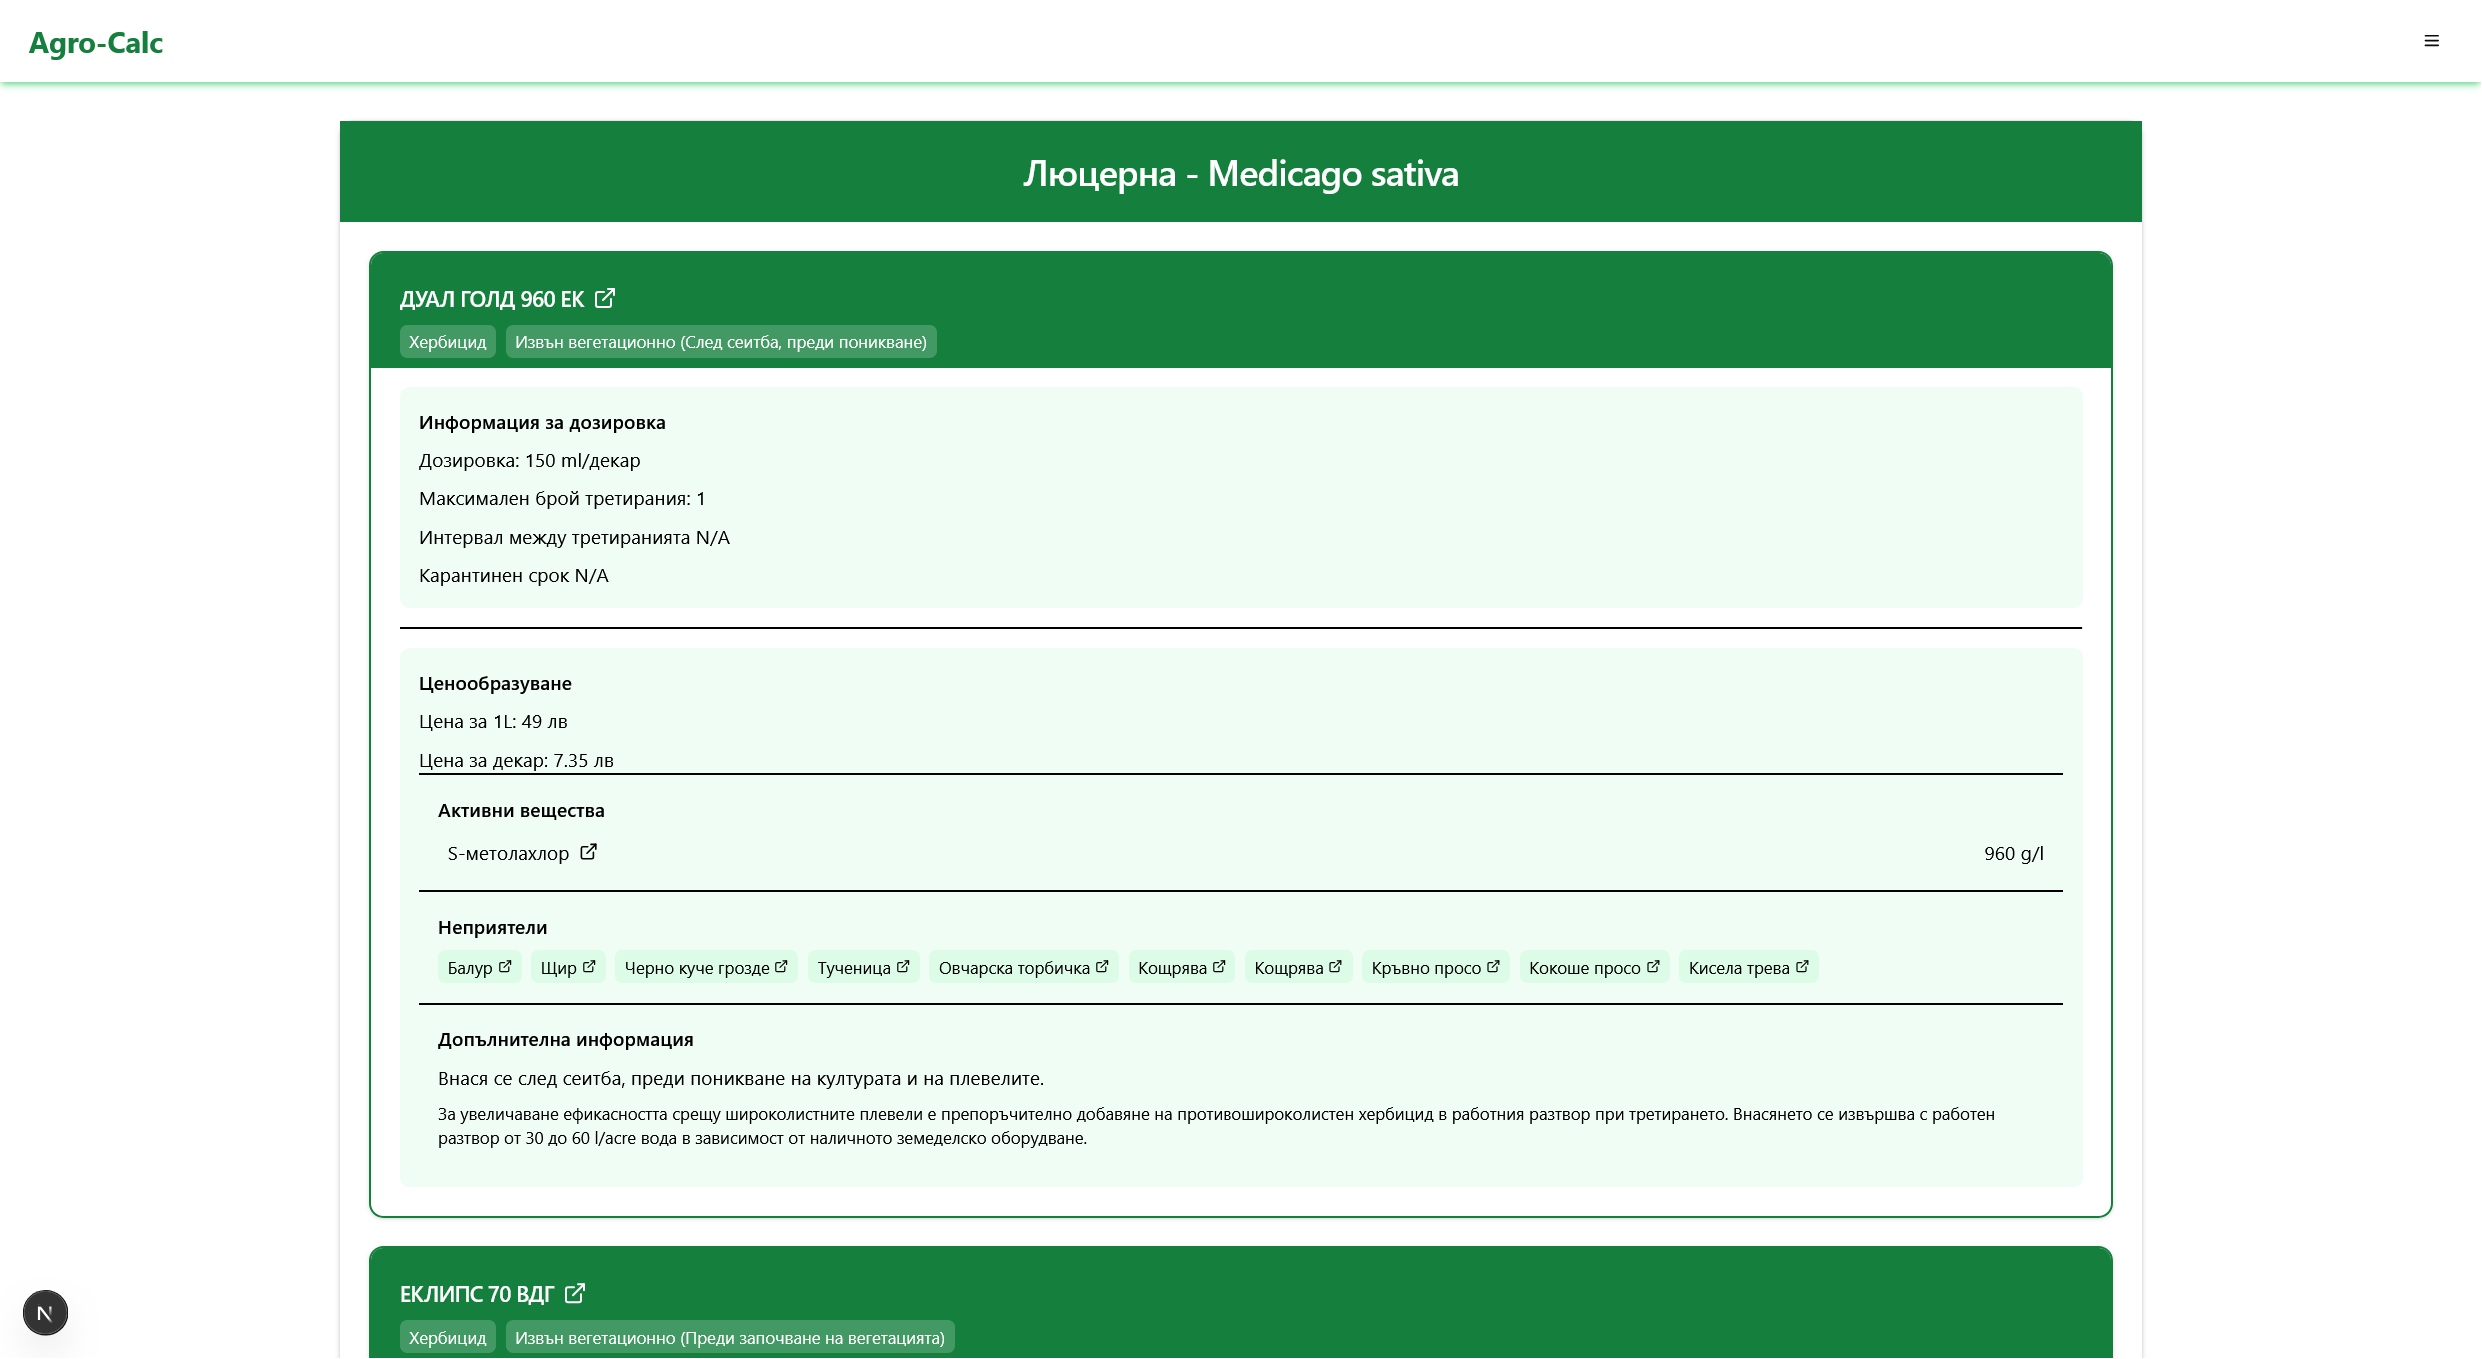 Agro-Calc
Люцерна - Medicago sativa
ДУАЛ ГОЛД 960 ЕК
Хербицид Извън вегетационно (След сеитба, преди поникване)
Информация за дозировка
Дозировка: 150 ml/декар
Максимален брой третирания: 1
Интервал между третиранията N/A
Карантинен срок N/A
Ценообразуване
Цена за 1L: 49 лв
Цена за декар: 7.35 лв
Активни вещества
S-метолахлор 960 g/l
Неприятели
Балур Щир Черно куче грозде Тученица Овчарска торбичка Кощрява Кощрява Кръвно просо Кокоше просо Кисела трева
Допълнителна информация
Внася се след сеитба, преди поникване на културата и на плевелите.
За увеличаване ефикасността срещу широколистните плевели е препоръчително добавяне на противошироколистен хербицид в работния разтвор при третирането. Внасянето се извършва с работен
разтвор от 30 до 60 l/acre вода в зависимост от наличното земеделско оборудване.
ЕКЛИПС 70 ВДГ
Хербицид Извън вегетационно (Преди започване на вегетацията)
N